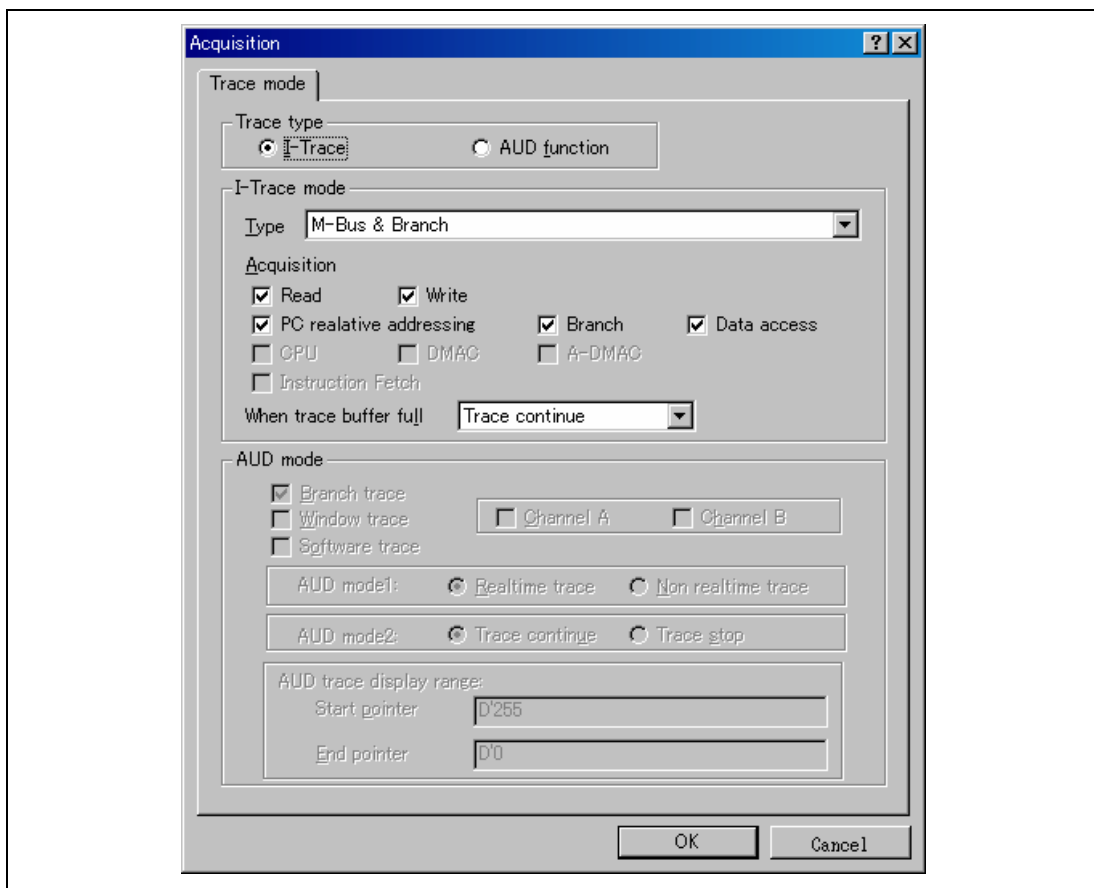 Acquisition
Trace mode
Trace type
I-Trace AUD function
I-Trace mode
Type M-Bus & Branch
Acquisition
Read Write
PC realative addressing Branch Data access
CPU DMAC A-DMAC
Instruction Fetch
When trace buffer full Trace continue
AUD mode
Branch trace
Window trace Channel A Channel B
Software trace
AUD mode1: Realtime trace Non realtime trace
AUD mode2: Trace continue Trace stop
AUD trace display range:
Start pointer D'255
End pointer D'0
OK Cancel